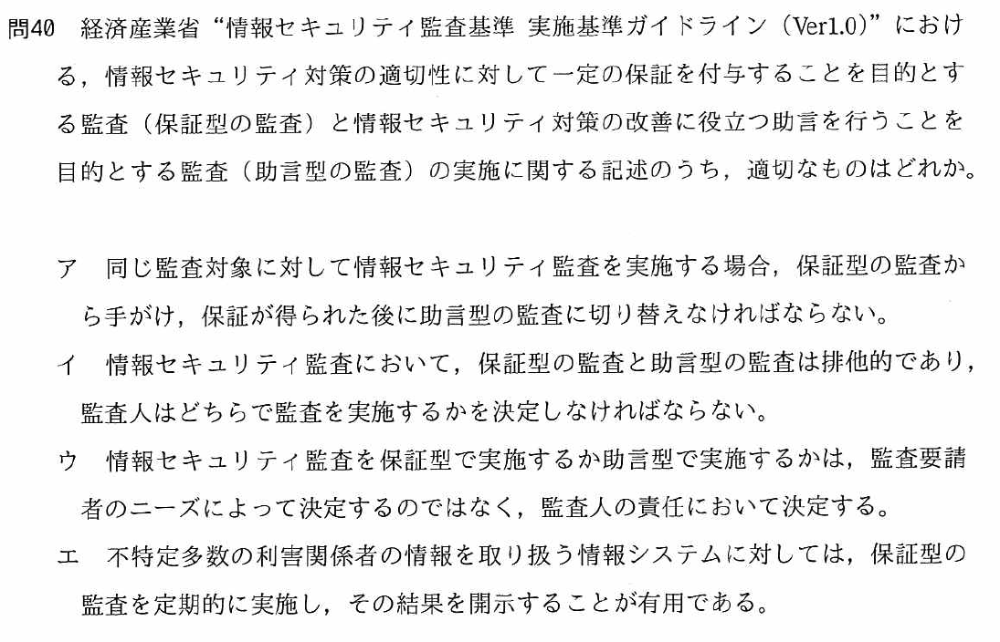 問40 経済産業省“情報セキュリティ監査基準 実施基準ガイドライン（Ver1.0）”におけ
る，情報セキュリティ対策の適切性に対して一定の保証を付与することを目的とす
る監査（保証型の監査）と情報セキュリティ対策の改善に役立つ助言を行うことを
目的とする監査（助言型の監査）の実施に関する記述のうち，適切なものはどれか。
ア 同じ監査対象に対して情報セキュリティ監査を実施する場合，保証型の監査か
ら手がけ，保証が得られた後に助言型の監査に切り替えなければならない。
イ 情報セキュリティ監査において，保証型の監査と助言型の監査は排他的であり，
監査人はどちらで監査を実施するかを決定しなければならない。
ウ 情報セキュリティ監査を保証型で実施するか助言型で実施するかは，監査要請
者のニーズによって決定するのではなく，監査人の責任において決定する。
エ 不特定多数の利害関係者の情報を取り扱う情報システムに対しては，保証型の
監査を定期的に実施し，その結果を開示することが有用である。